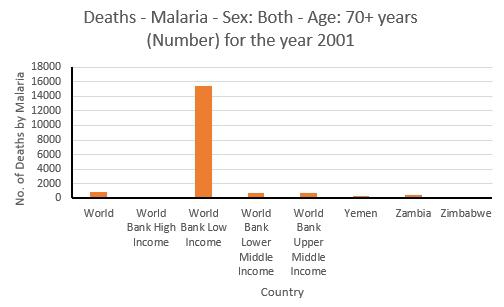 Deaths - Malaria - Sex: Both - Age: 70+ years
(Number) for the year 2001
No. of Deaths by Malaria
18000
16000
14000
12000
10000
8000
6000
4000
2000
0
World
World
Bank High
Income
World
Bank Low
Income
World
Bank
Lower
Middle
Income
World
Bank
Upper
Middle
Income
Yemen
Zambia
Zimbabwe
Country